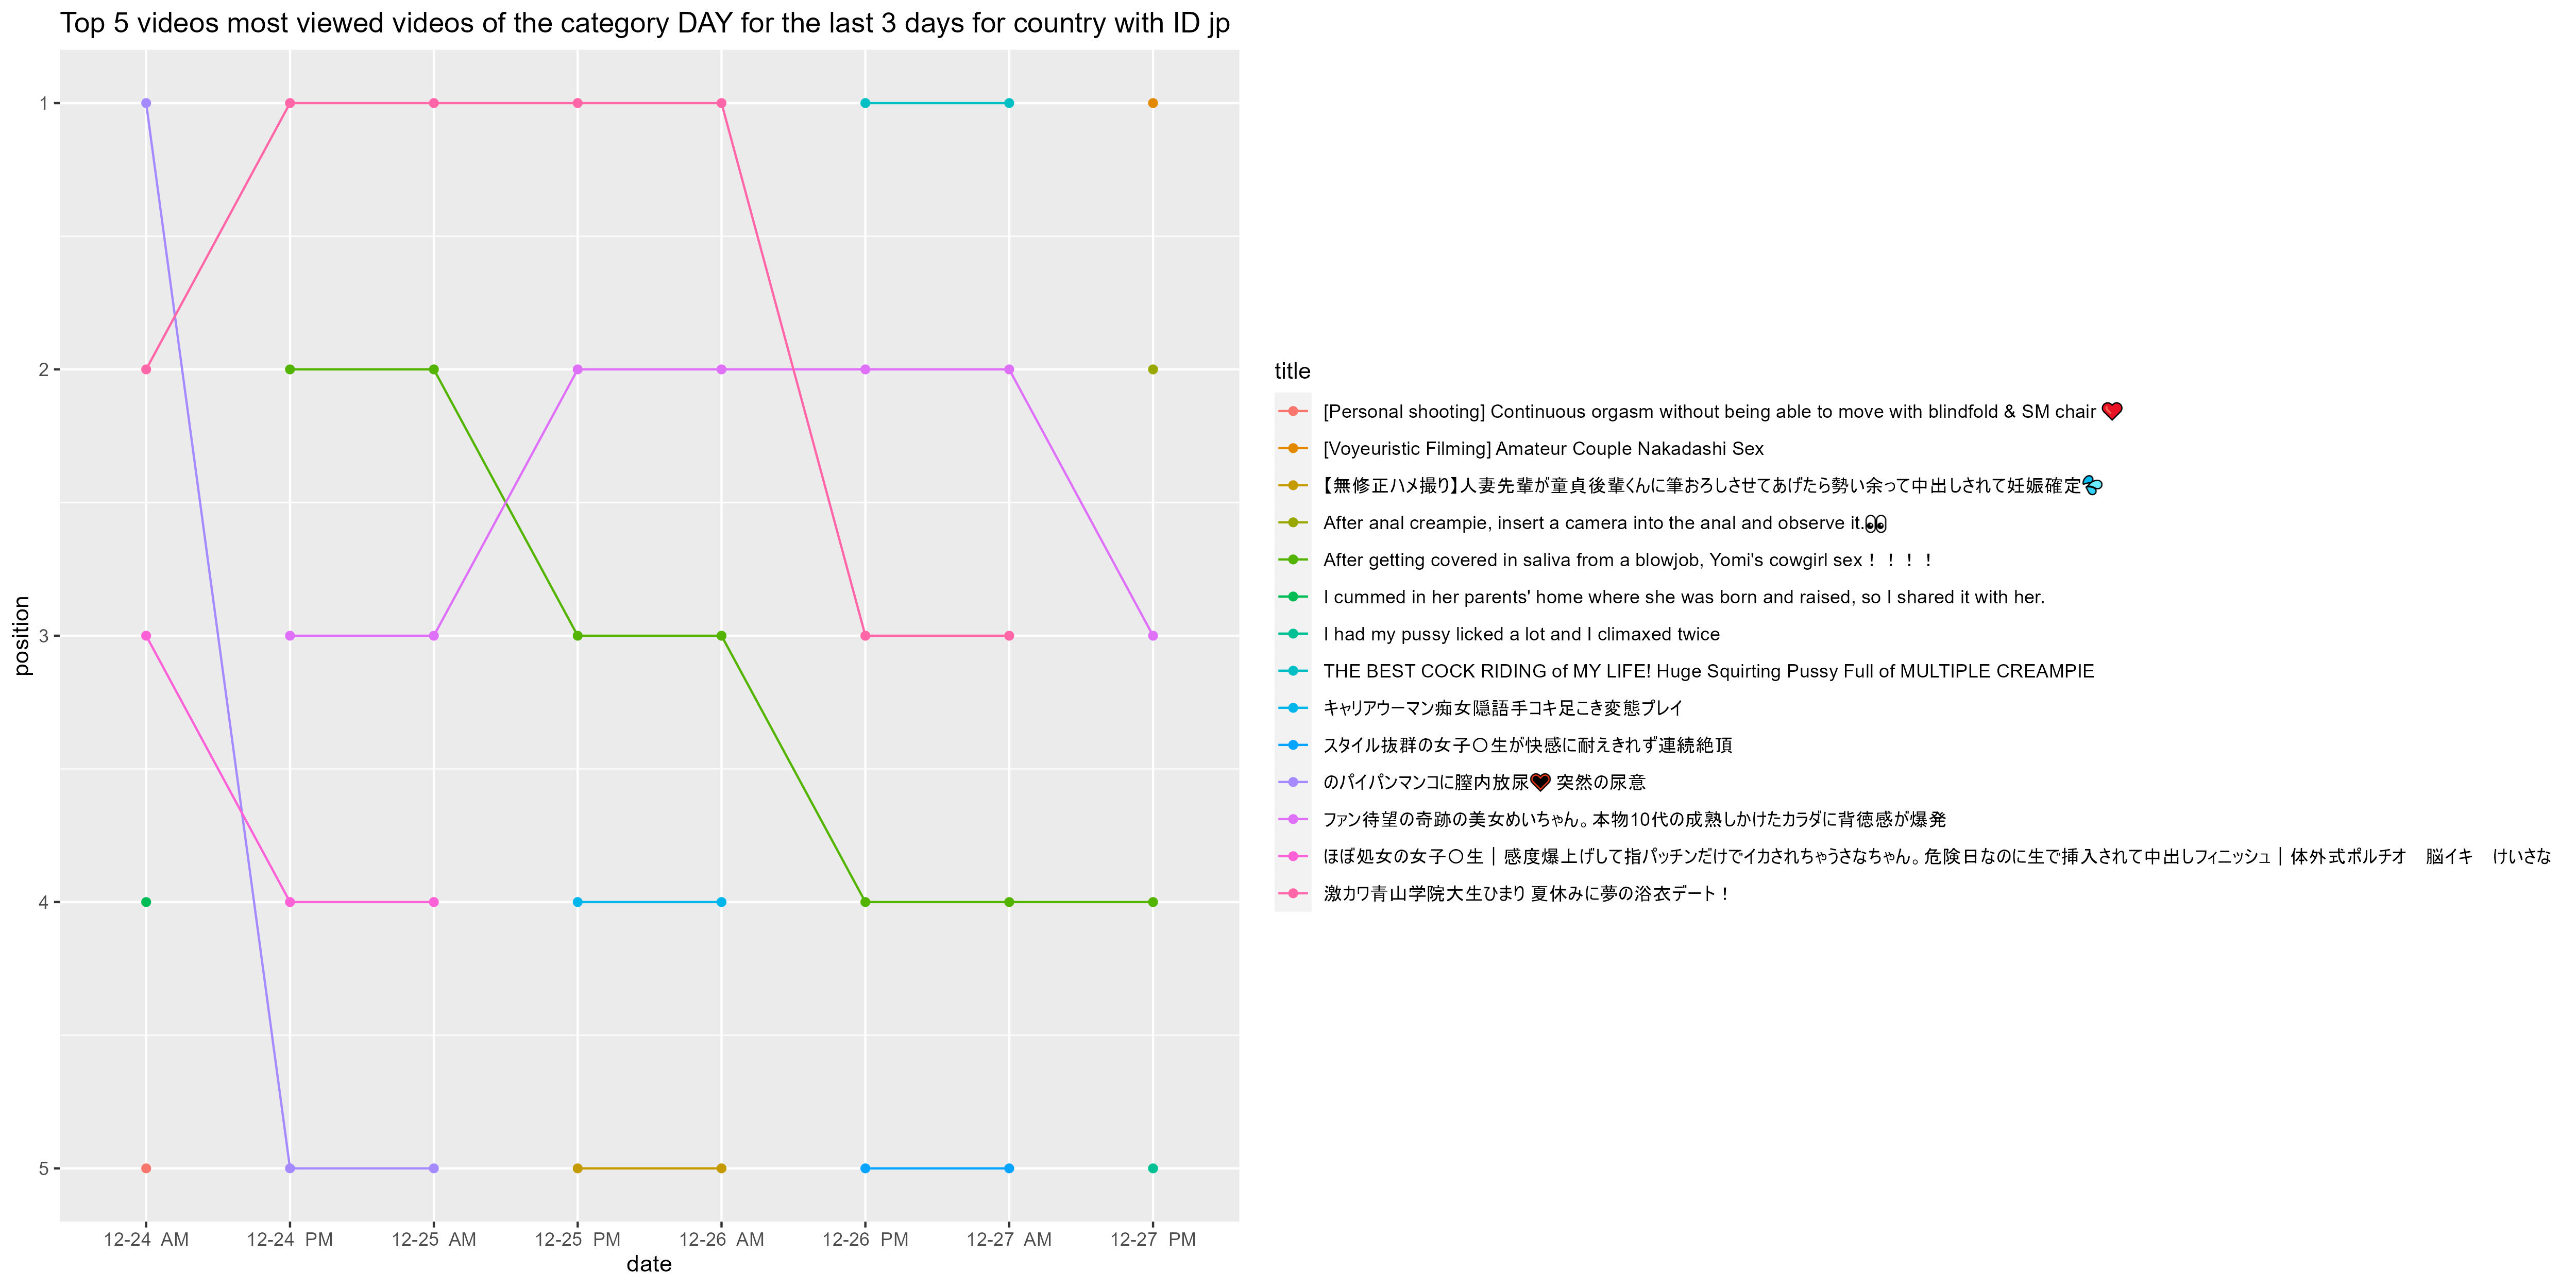 Top 5 videos most viewed videos of the category DAY for the last 3 days for country with ID jp
position
1
2
3
4
5
12-24 AM
12-24 PM
12-25 AM
12-25 PM
12-26 AM
12-26 PM
12-27 AM
12-27 PM
date
title
[Personal shooting] Continuous orgasm without being able to move with blindfold & SM chair ❤️
[Voyeuristic Filming] Amateur Couple Nakadashi Sex
【無修正ハメ撮り】人妻先輩が童貞後輩くんに筆おろしさせてあげたら勢い余って中出しされて妊娠確定💦
After anal creampie, insert a camera into the anal and observe it.👀
After getting covered in saliva from a blowjob, Yomi's cowgirl sex！！！！
I cummed in her parents' home where she was born and raised, so I shared it with her.
I had my pussy licked a lot and I climaxed twice
THE BEST COCK RIDING of MY LIFE! Huge Squirting Pussy Full of MULTIPLE CREAMPIE
キャリアウーマン痴女隠語手コキ足こき変態プレイ
スタイル抜群の女子〇生が快感に耐えきれず連続絶頂
のパイパンマンコに膣内放尿🖤 突然の尿意
ファン待望の奇跡の美女めいちゃん。本物10代の成熟しかけたカラダに背徳感が爆発
ほぼ処女の女子〇生｜感度爆上げして指パッチンだけでイカされちゃうさなちゃん。危険日なのに生で挿入されて中出しフィニッシュ｜体外式ポルチオ　脳イキ　けいさな
激カワ青山学院大生ひまり 夏休みに夢の浴衣デート！